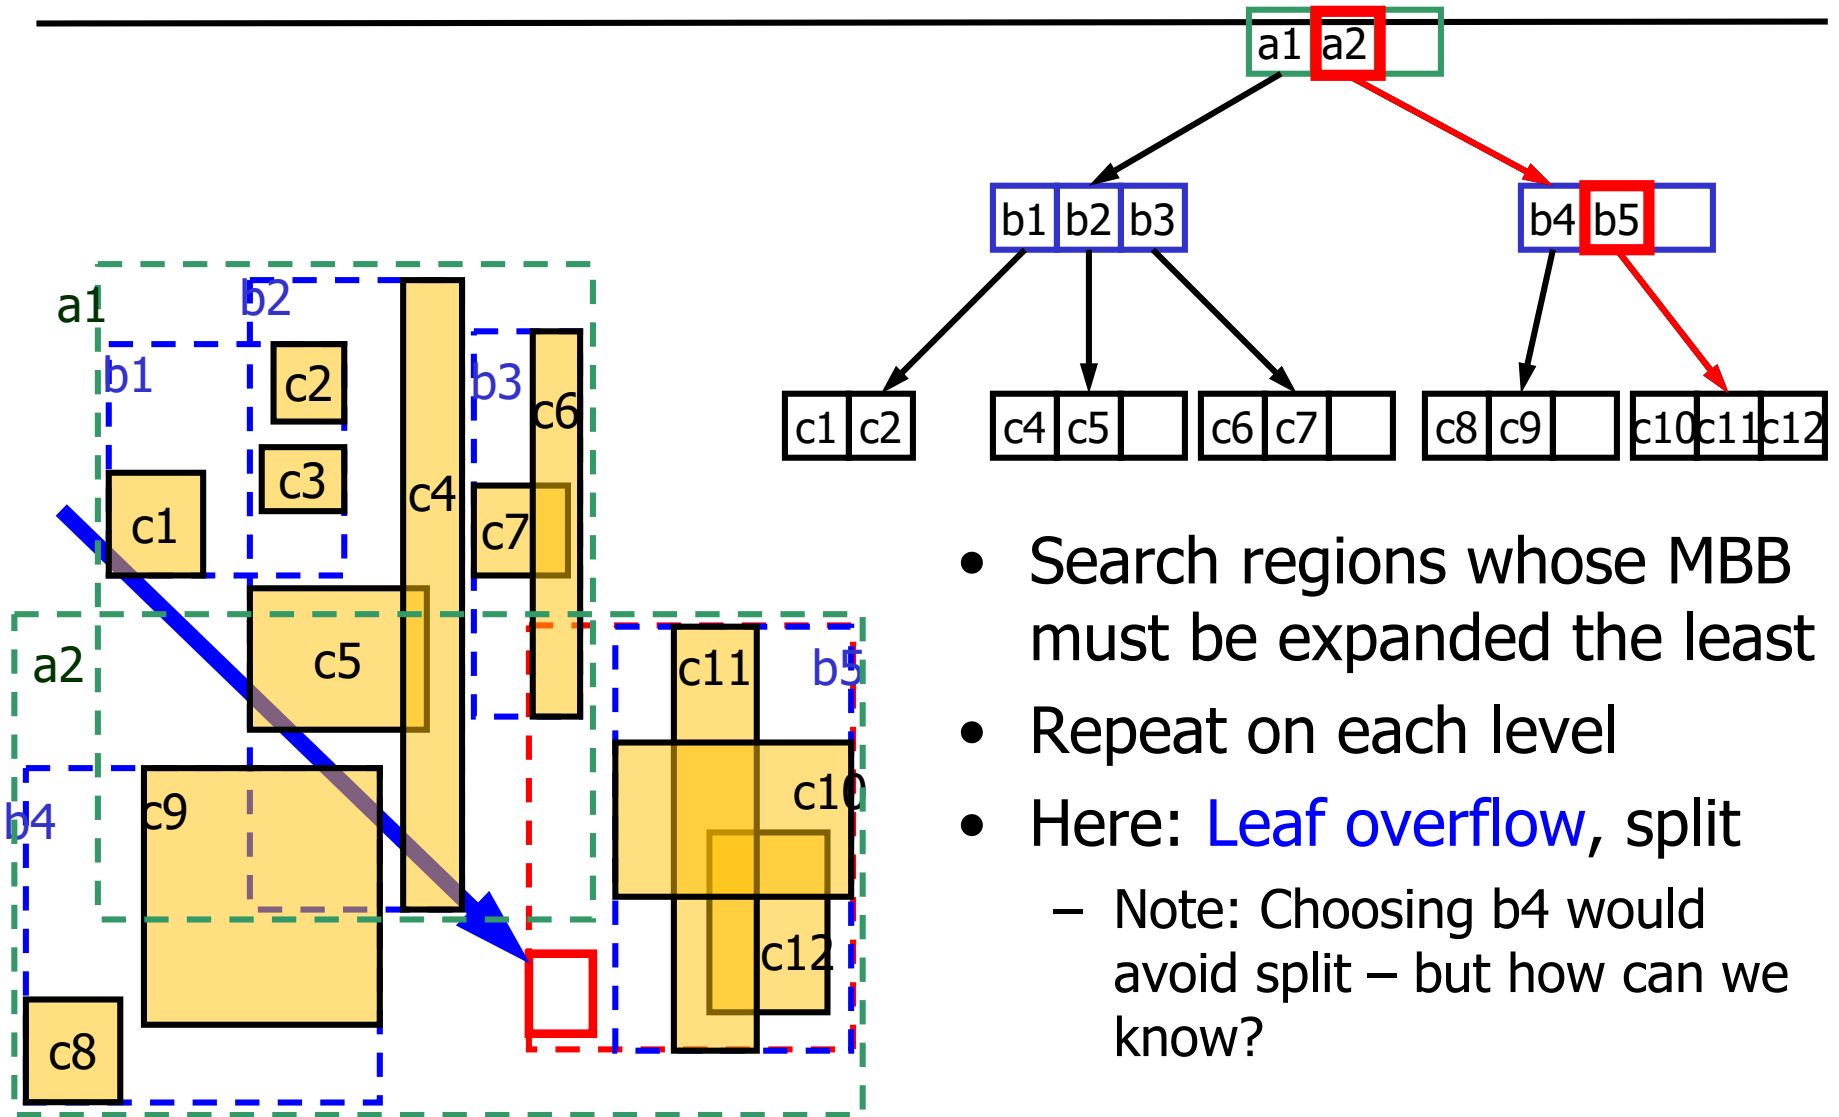 a1 a2
b1 b2 b3 b4 b5
c1 c2 c4 c5 c6 c7 c8 c9 c10 c11 c12
a1
b2
b1
c2
b3
c6
c3
c4
c1
c7
a2
c5
c11
b5
b4
c9
c10
c12
c8
• Search regions whose MBB
must be expanded the least
• Repeat on each level
• Here: Leaf overflow, split
– Note: Choosing b4 would
avoid split – but how can we
know?